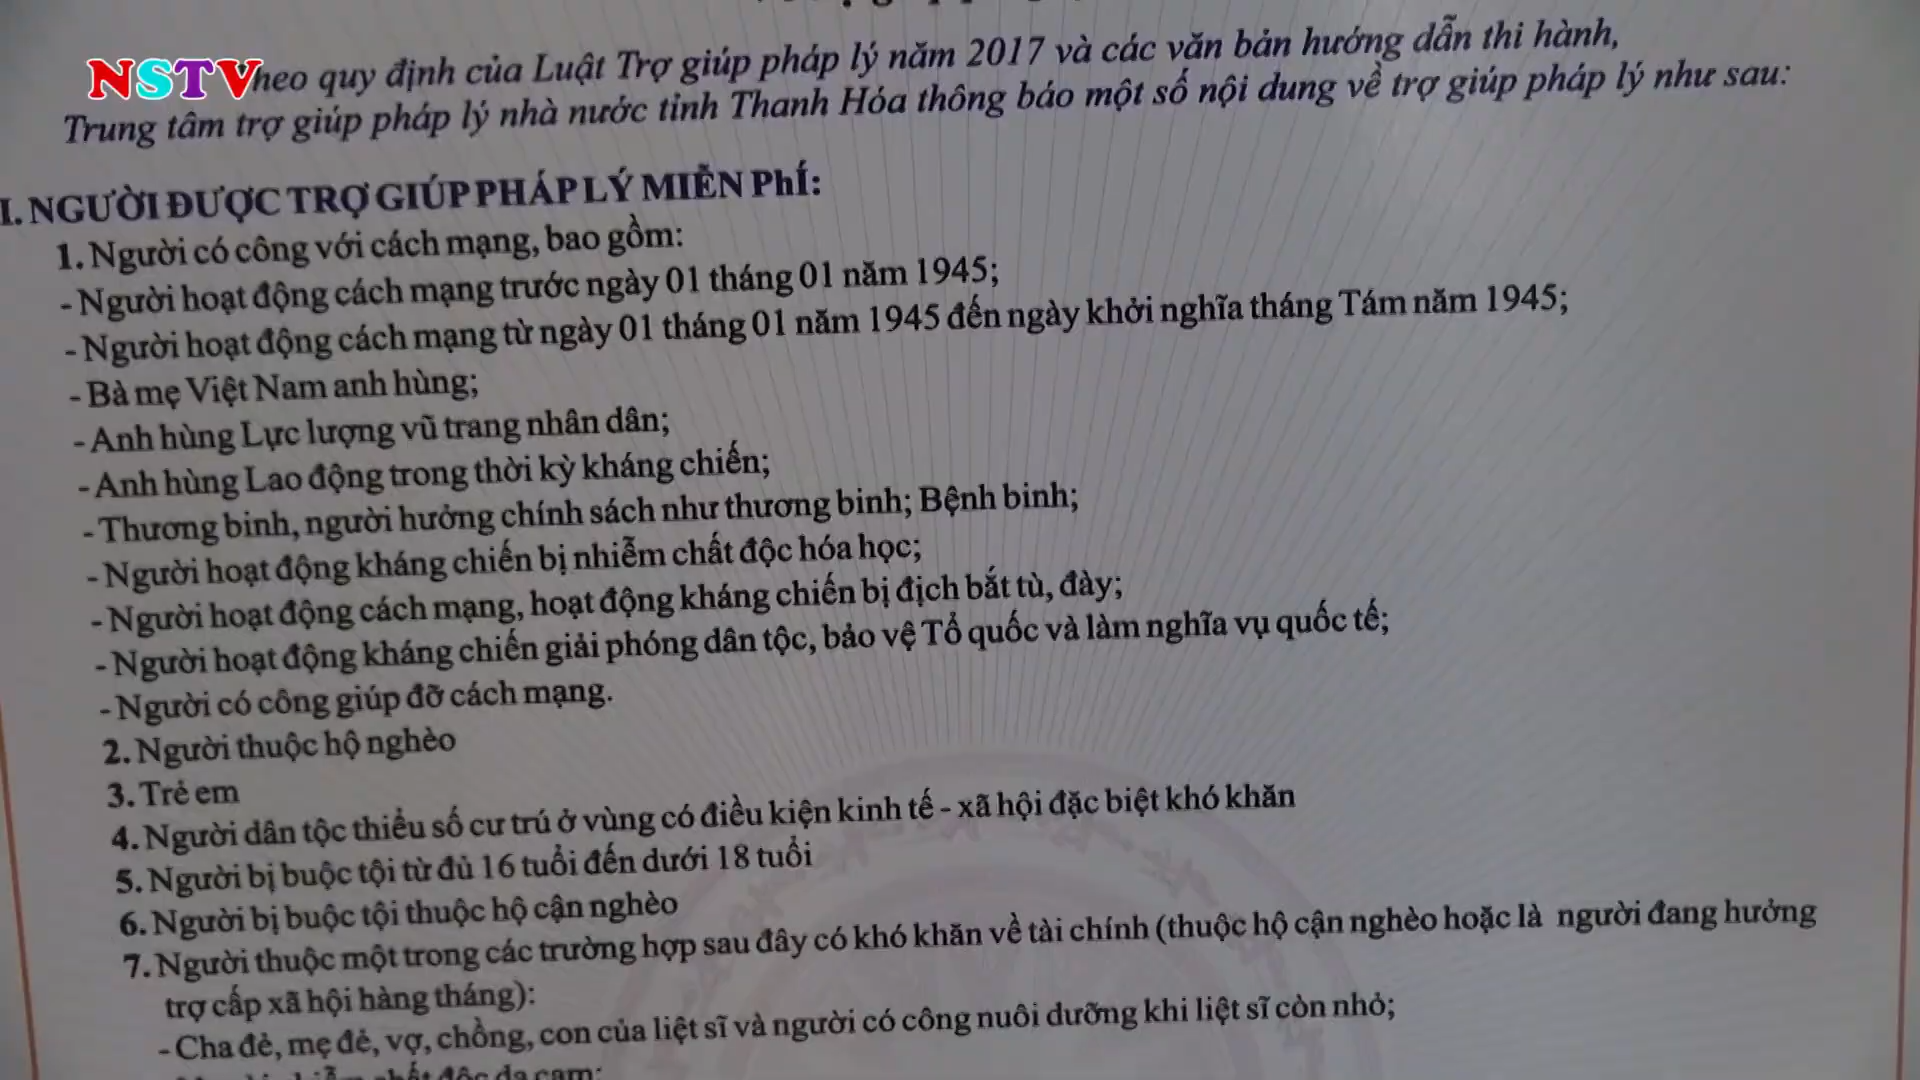 NSTV
heo quy định của Luật Trợ giúp pháp lý năm 2017 và các văn bản hướng dẫn thi hành,
Trung tâm trợ giúp pháp lý nhà nước tỉnh Thanh Hóa thông báo một số nội dung về trợ giúp pháp lý như sau:
I. NGƯỜI ĐƯỢC TRỢ GIÚP PHÁP LÝ MIỄN PhÍ:
1. Người có công với cách mạng, bao gồm:
- Người hoạt động cách mạng trước ngày 01 tháng 01 năm 1945;
- Người hoạt động cách mạng từ ngày 01 tháng 01 năm 1945 đến ngày khởi nghĩa tháng Tám năm 1945;
- Bà mẹ Việt Nam anh hùng;
- Anh hùng Lực lượng vũ trang nhân dân;
- Anh hùng Lao động trong thời kỳ kháng chiến;
- Thương binh, người hưởng chính sách như thương binh; Bệnh binh;
- Người hoạt động kháng chiến bị nhiễm chất độc hóa học;
- Người hoạt động cách mạng, hoạt động kháng chiến bị địch bắt tù, đày;
- Người hoạt động kháng chiến giải phóng dân tộc, bảo vệ Tổ quốc và làm nghĩa vụ quốc tế;
- Người có công giúp đỡ cách mạng.
2. Người thuộc hộ nghèo
3. Trẻ em
4. Người dân tộc thiểu số cư trú ở vùng có điều kiện kinh tế - xã hội đặc biệt khó khăn
5. Người bị buộc tội từ đủ 16 tuổi đến dưới 18 tuổi
6. Người bị buộc tội thuộc hộ cận nghèo
7. Người thuộc một trong các trường hợp sau đây có khó khăn về tài chính (thuộc hộ cận nghèo hoặc là người đang hưởng
trợ cấp xã hội hàng tháng):
- Cha đẻ, mẹ đẻ, vợ, chồng, con của liệt sĩ và người có công nuôi dưỡng khi liệt sĩ còn nhỏ;
chất độc da cam;